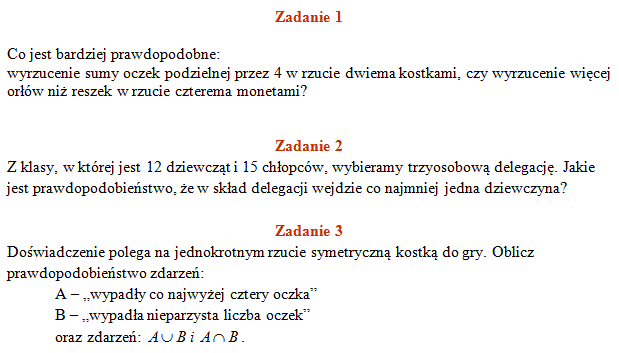 Zadanie 1
Co jest bardziej prawdopodobne:
wyrzucenie sumy oczek podzielnej przez 4 w rzucie dwiema kostkami, czy wyrzucenie więcej
orłów niż reszek w rzucie czterema monetami?
Zadanie 2
Z klasy, w której jest 12 dziewcząt i 15 chłopców, wybieramy trzyosobową delegację. Jakie
jest prawdopodobieństwo, że w skład delegacji wejdzie co najmniej jedna dziewczyna?
Zadanie 3
Doświadczenie polega na jednokrotnym rzucie symetryczną kostką do gry. Oblicz
prawdopodobieństwo zdarzeń:
A – „wypadły co najwyżej cztery oczka”
B – „wypadła nieparzysta liczba oczek”
oraz zdarzeń: A∪B i A∩B.